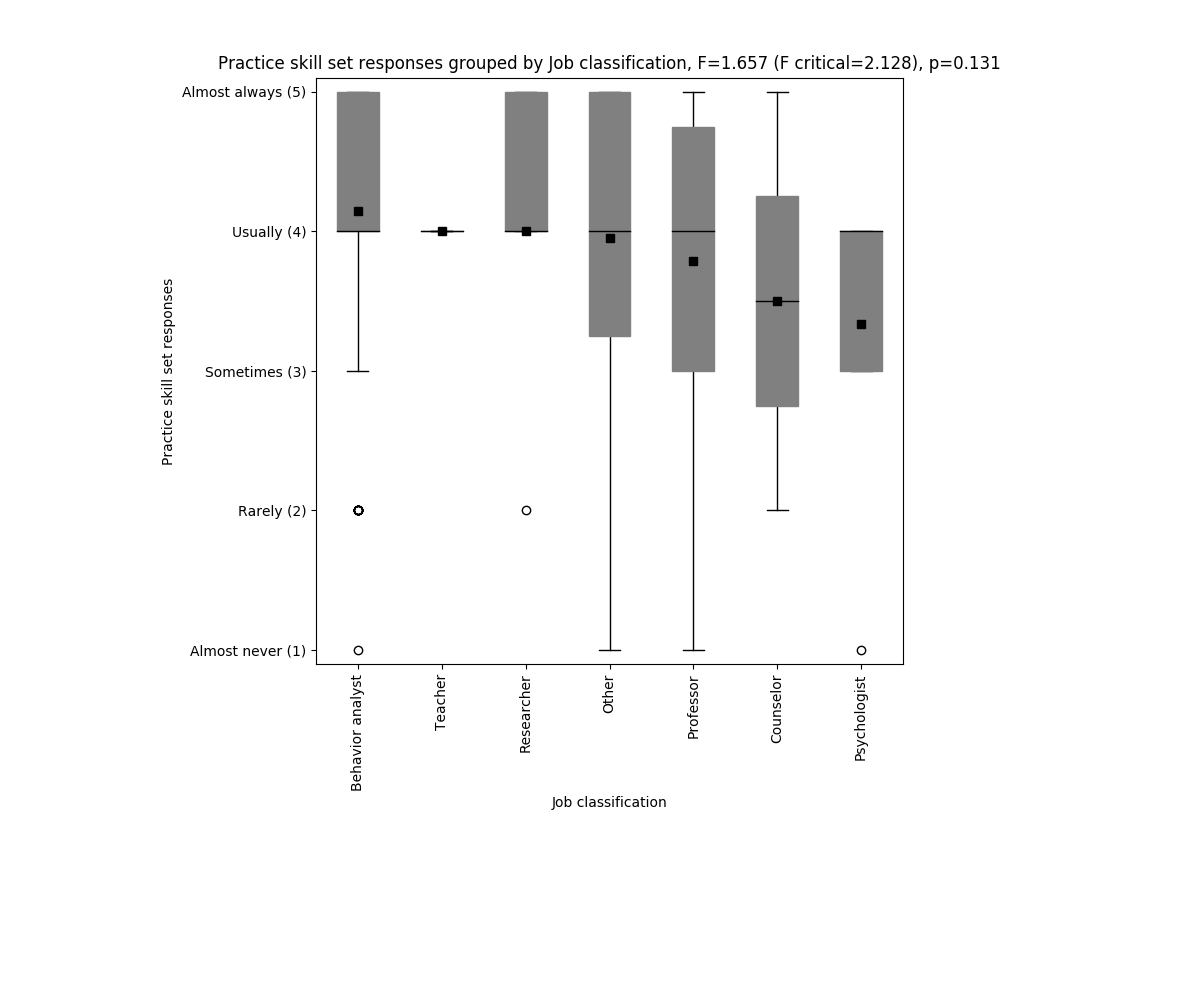 Practice skill set responses grouped by Job classification, F=1.657 (F critical=2.128), p=0.131
Almost always (5)
Usually (4)
Sometimes (3)
Rarely (2)
Almost never (1)
Practice skill set responses
Behavior analyst
Teacher
Researcher
Other
Professor
Counselor
Psychologist
Job classification